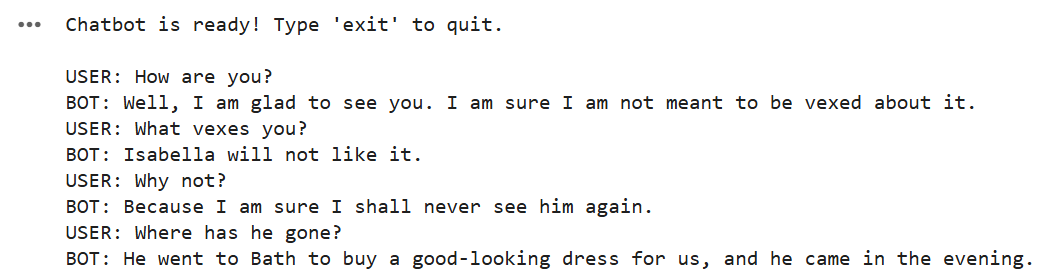 ••• Chatbot is ready! Type 'exit' to quit.
USER: How are you?
BOT: Well, I am glad to see you. I am sure I am not meant to be vexed about it.
USER: What vexes you?
BOT: Isabella will not like it.
USER: Why not?
BOT: Because I am sure I shall never see him again.
USER: Where has he gone?
BOT: He went to Bath to buy a good-looking dress for us, and he came in the evening.